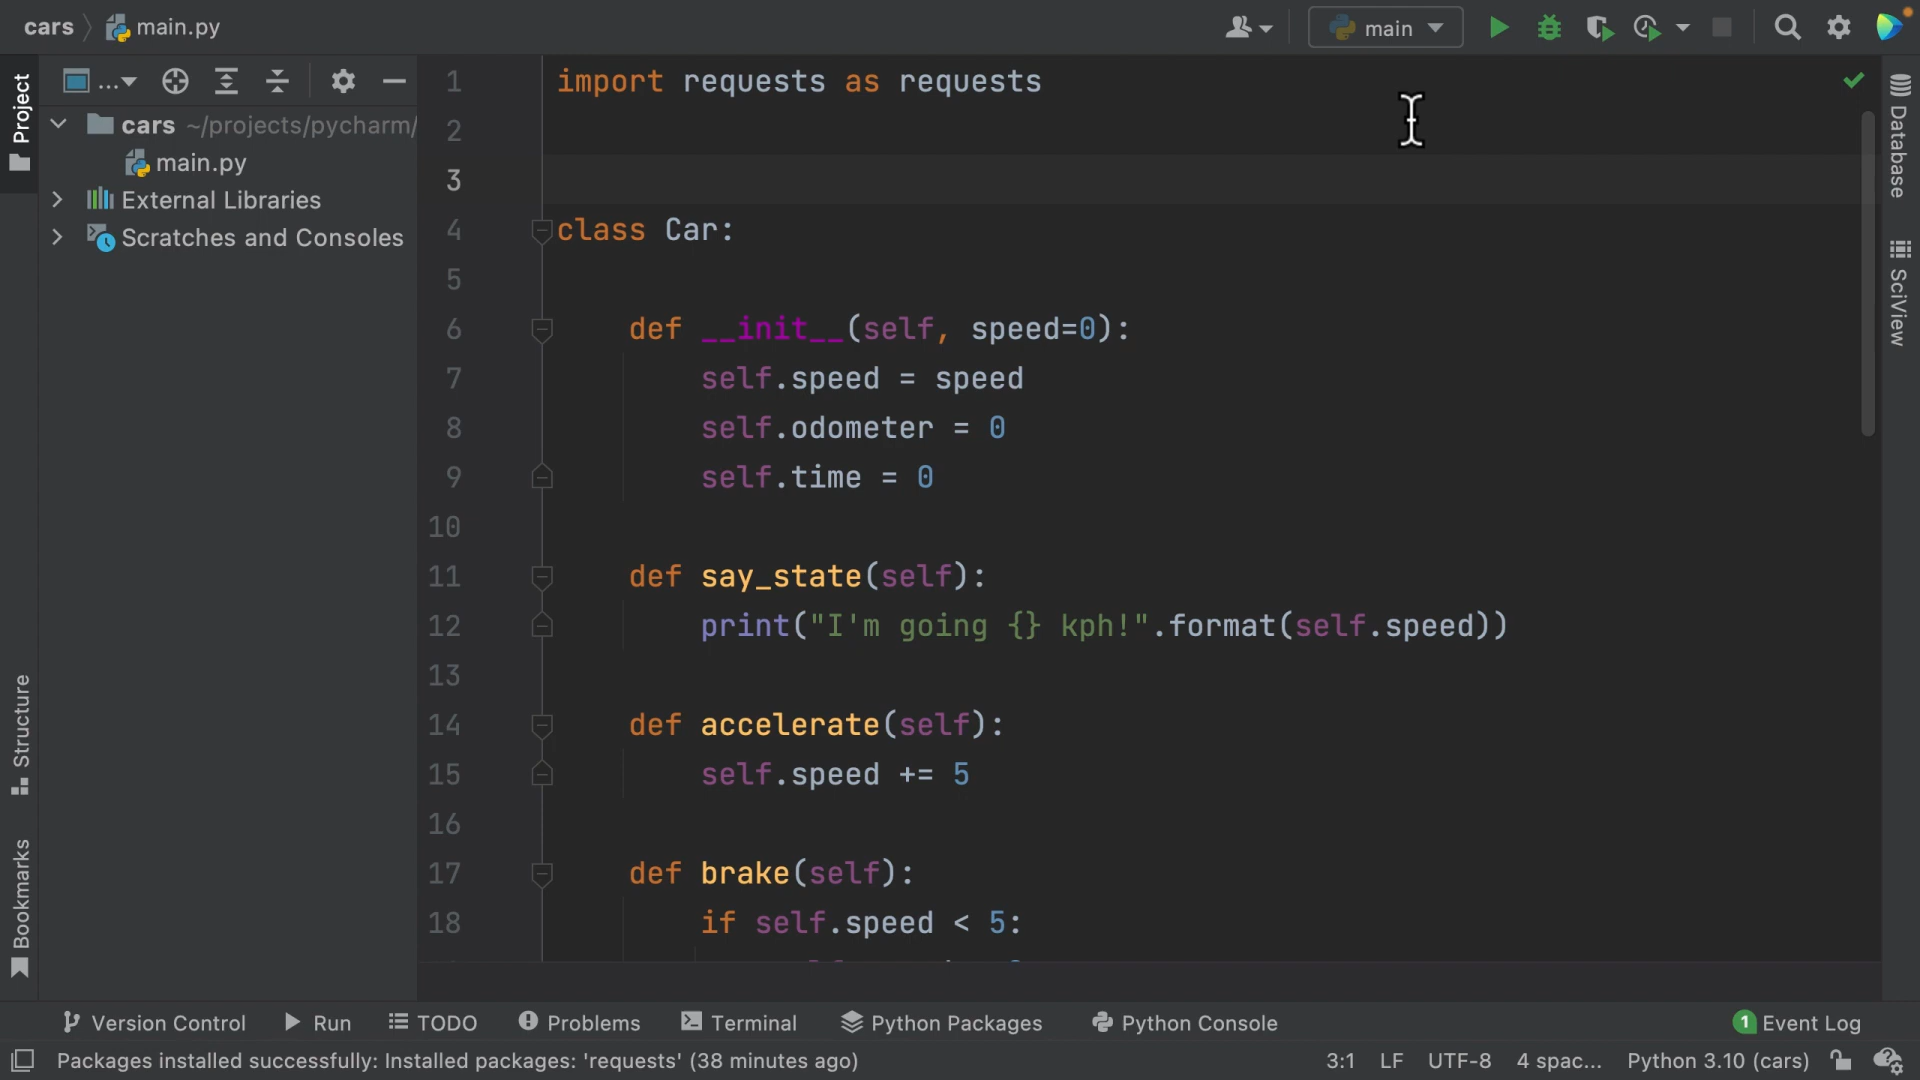 cars
main.py
main
Project
...
cars ~/projects/pycharm/
main.py
External Libraries
Scratches and Consoles
Structure
Bookmarks
1 import requests as requests
2
3
4 class Car:
5
6 def __init__(self, speed=0):
7 self.speed = speed
8 self.odometer = 0
9 self.time = 0
10
11 def say_state(self):
12 print("I'm going {} kph!".format(self.speed))
13
14 def accelerate(self):
15 self.speed += 5
16
17 def brake(self):
18 if self.speed < 5:
Database
SciView
Version Control
Run
TODO
Problems
Terminal
Python Packages
Python Console
1 Event Log
Packages installed successfully: Installed packages: 'requests' (38 minutes ago)
3:1 LF UTF-8 4 spac... Python 3.10 (cars)